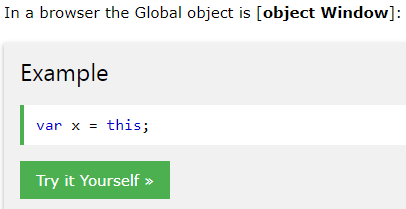 In a browser the Global object is [object Window]:
Example
var x = this;
Try it Yourself »